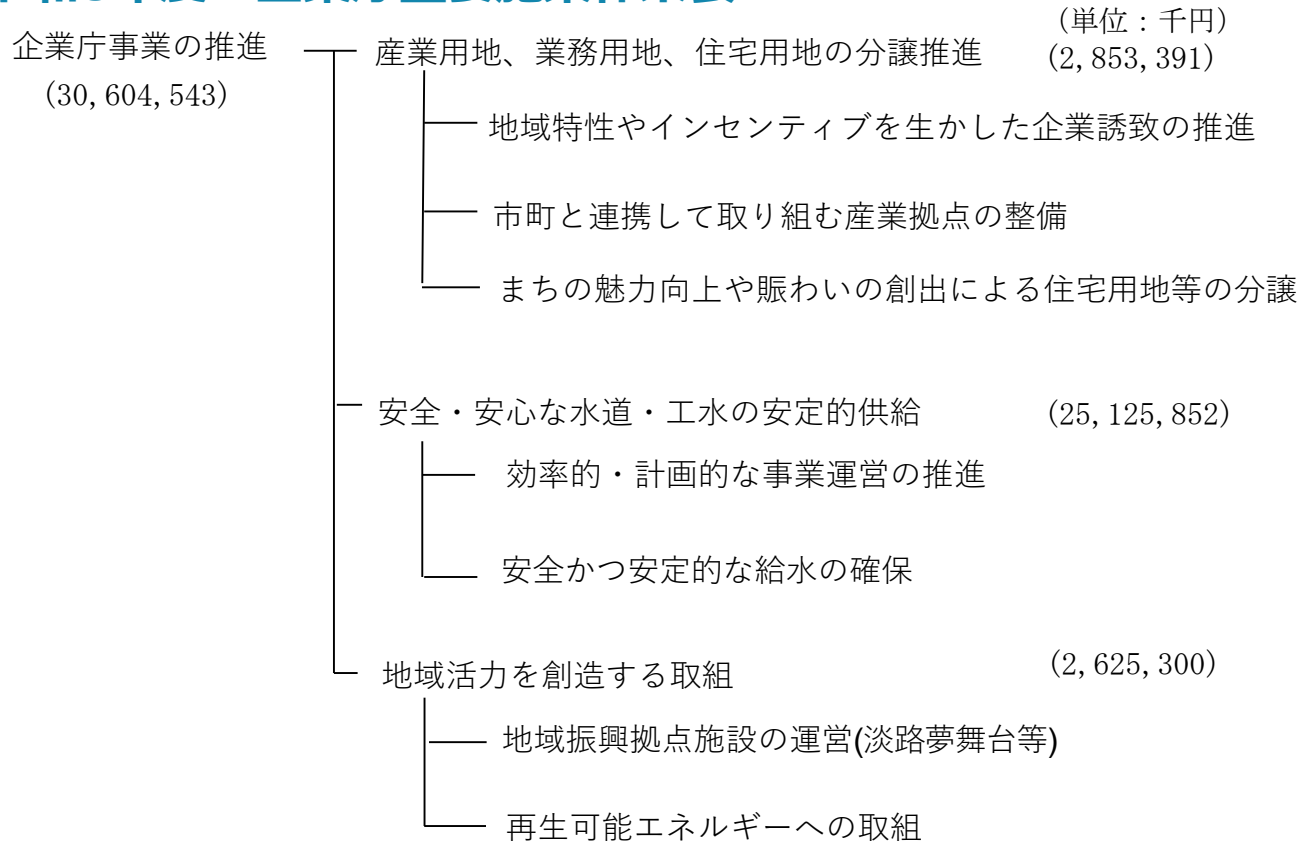 企業庁事業の推進
(30,604,543)
(単位:千円)
産業用地、業務用地、住宅用地の分譲推進 (2,853,391)
地域特性やインセンティブを生かした企業誘致の推進
市町と連携して取り組む産業拠点の整備
まちの魅力向上や賑わいの創出による住宅用地等の分譲
安全・安心な水道・工水の安定的供給 (25,125,852)
効率的・計画的な事業運営の推進
安全かつ安定的な給水の確保
地域活力を創造する取組 (2,625,300)
地域振興拠点施設の運営(淡路夢舞台等)
再生可能エネルギーへの取組